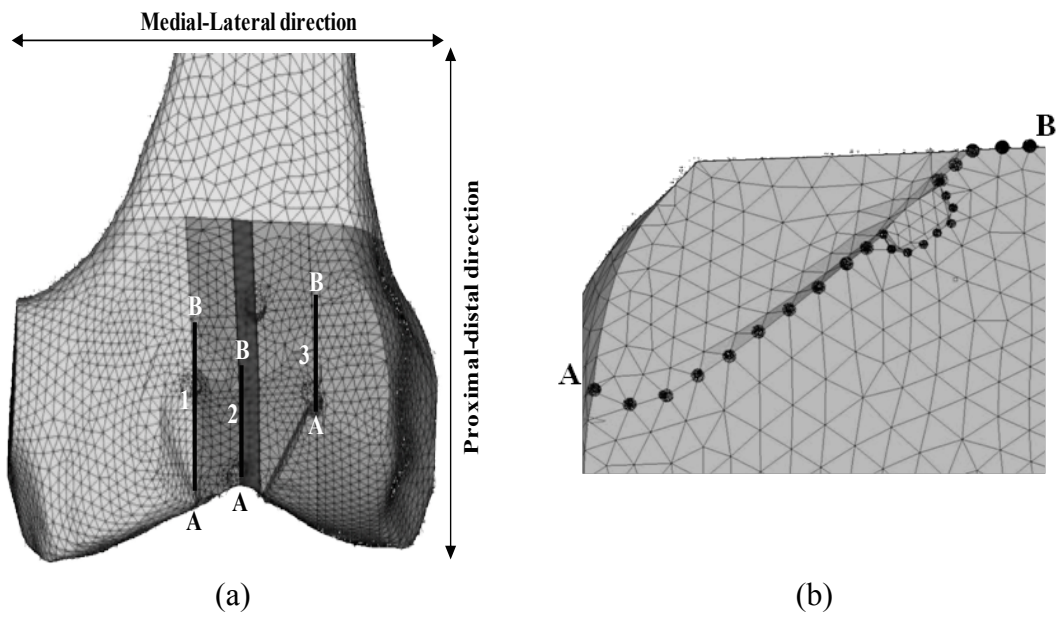 Medial-Lateral direction
Proximal-distal direction
B
B
B
1
2
3
A
A
A
B
A
(a)
(b)